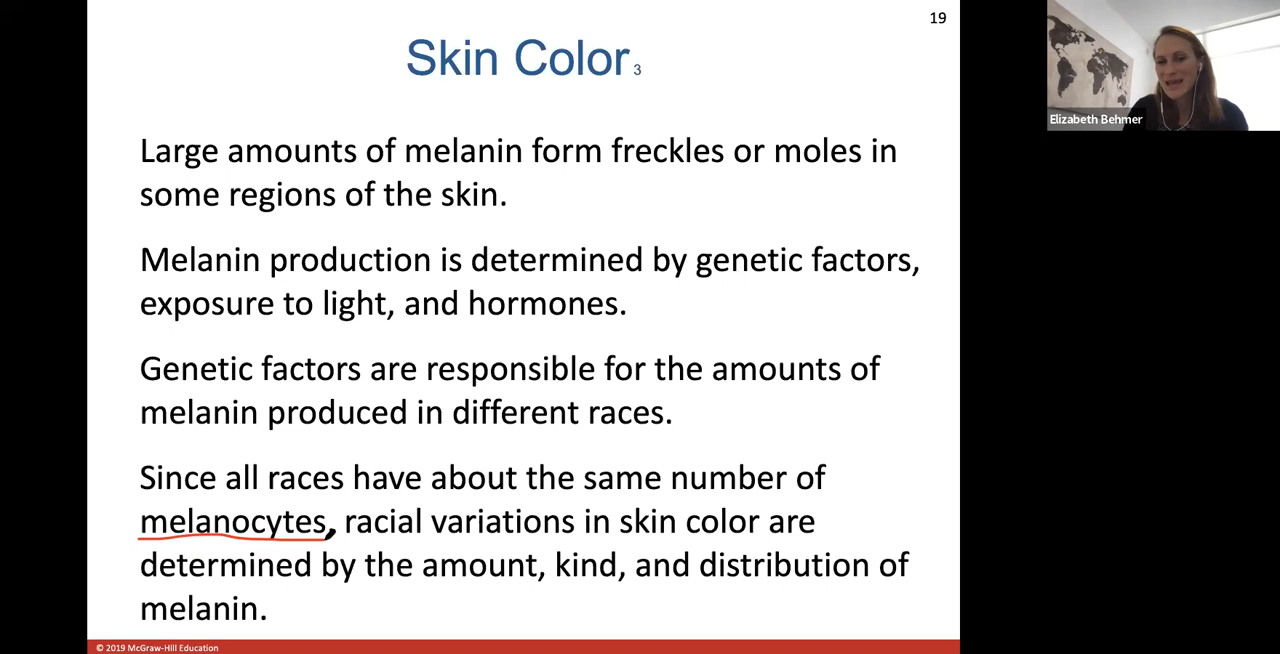 19
Skin Color 3
Elizabeth Behmer
Large amounts of melanin form freckles or moles in
some regions of the skin.
Melanin production is determined by genetic factors,
exposure to light, and hormones.
Genetic factors are responsible for the amounts of
melanin produced in different races.
Since all races have about the same number of
melanocytes, racial variations in skin color are
determined by the amount, kind, and distribution of
melanin.
© 2019 McGraw-Hill Education